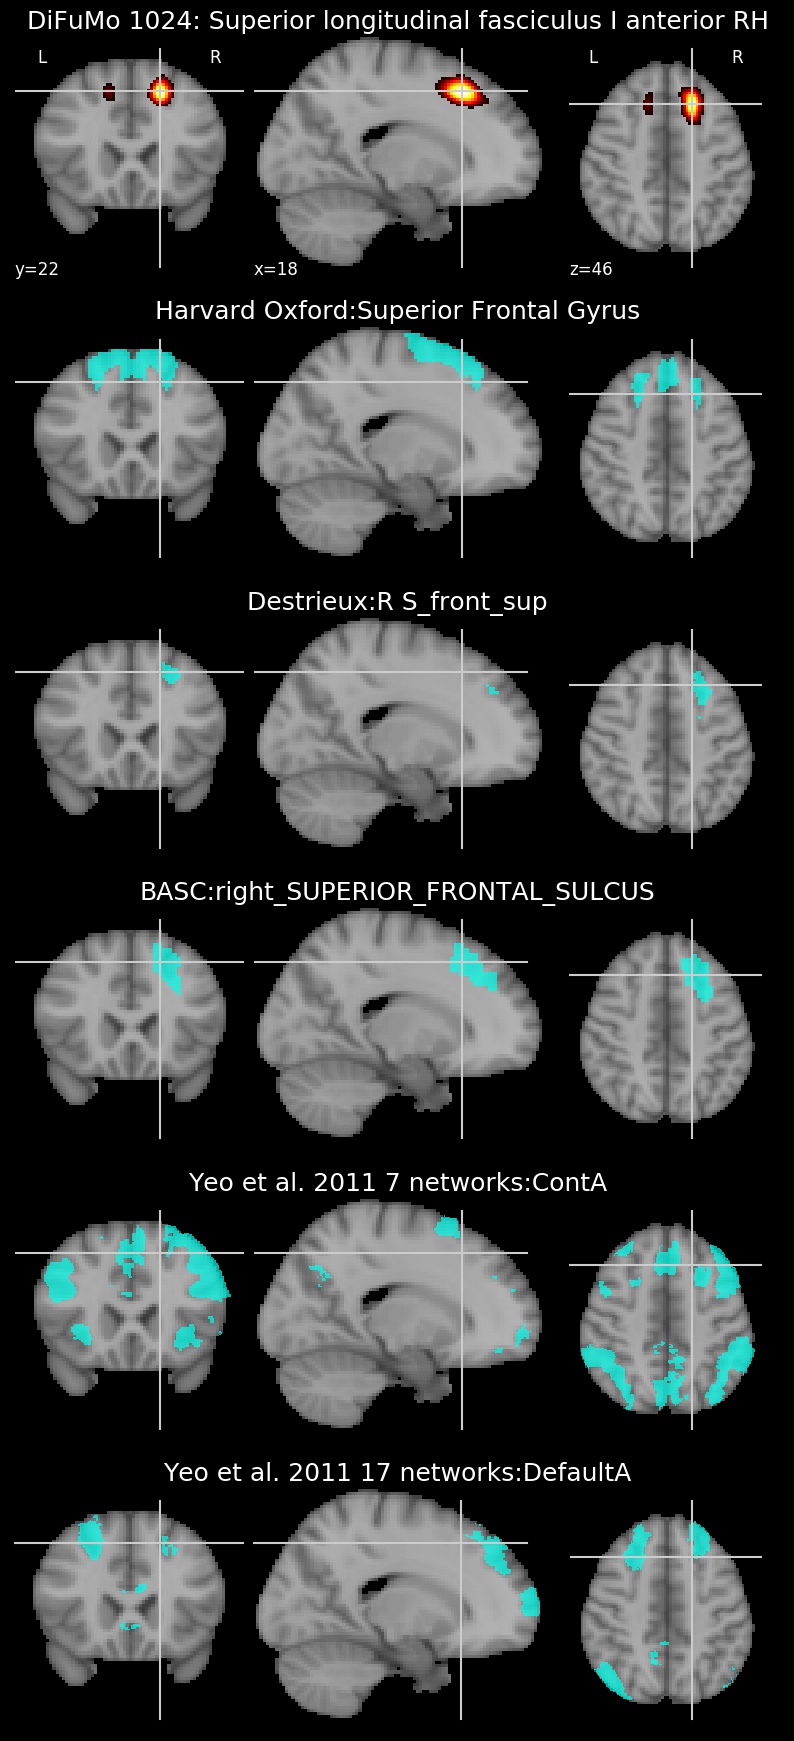 DiFuMo 1024: Superior longitudinal fasciculus I anterior RH
L R L R
y=22 x=18 z=46
Harvard Oxford:Superior Frontal Gyrus
Destrieux:R S_front_sup
BASC:right_SUPERIOR_FRONTAL_SULCUS
Yeo et al. 2011 7 networks:ContA
Yeo et al. 2011 17 networks:DefaultA